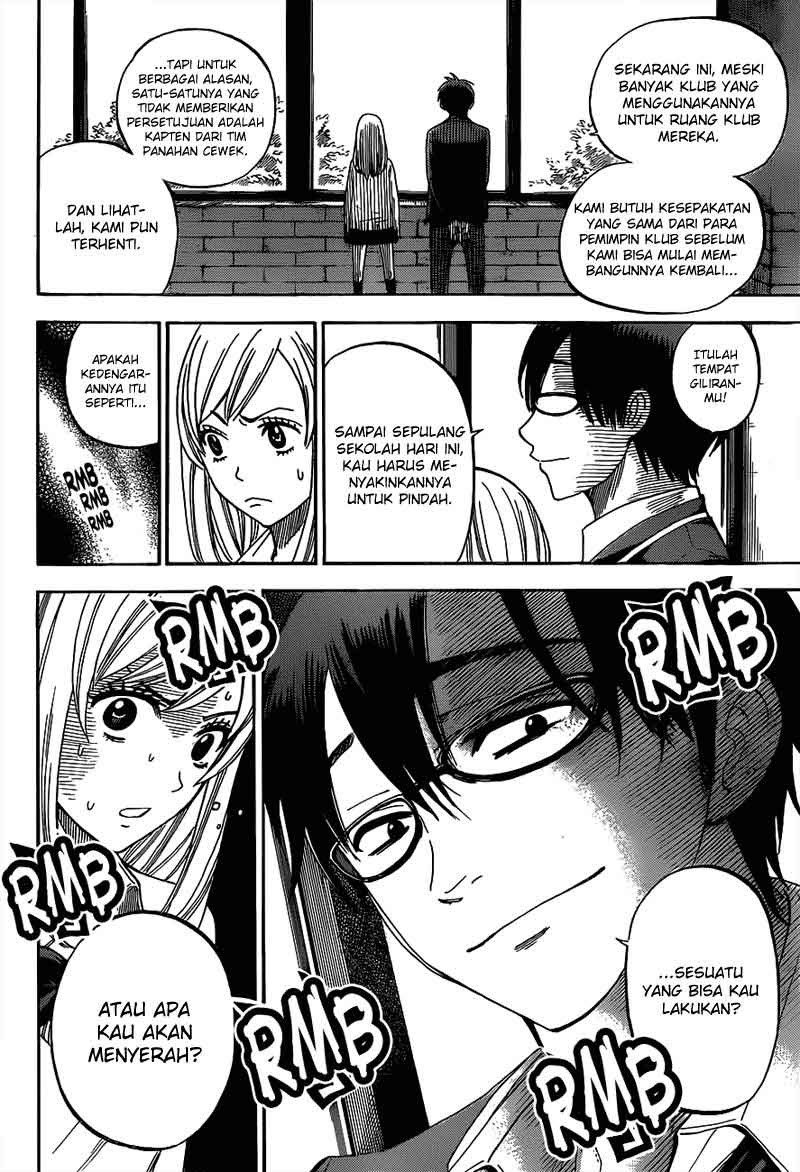 SEKARANG INI, MESKI
BANYAK KLUB YANG
MENGGUNAKANNYA
UNTUK RUANG KLUB
MEREKA.
KAMI BUTUH KESEPAKATAN
YANG SAMA DARI PARA
PEMIMPIN KLUB SEBELUM
KAMI BISA MULAI MEM-
BANGUNNYA KEMBALI...
...TAPI UNTUK
BERBAGAI ALASAN,
SATU-SATUNYA YANG
TIDAK MEMBERIKAN
PERSETUJUAN ADALAH
KAPTEN DARI TIM
PANAHAN CEWEK.
DAN LIHAT-
LAH, KAMI PUN
TERHENTI.
ITULAH
TEMPAT
GILIRAN-
MU!
SAMPAI SEPULANG
SEKOLAH HARI INI,
KAU HARUS ME-
NYAKINKANNYA
UNTUK PINDAH.
APAKAH
KEDENGAR-
ANNYA ITU
SEPERTI...
RMB
RMB
RMB
RMB
RMB
...SESUATU
YANG BISA KAU
LAKUKAN?
RMB
RMB
RMB
ATAU APA
KAU AKAN
MENYERAH?